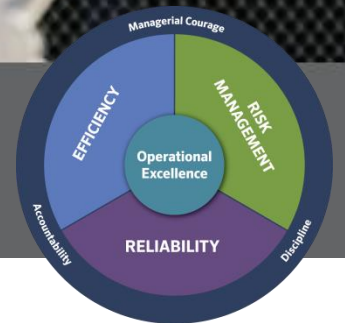 Managerial Courage
EFFICIENCY
RISK
MANAGEMENT
Operational
Excellence
RELIABILITY
Accountability
Discipline